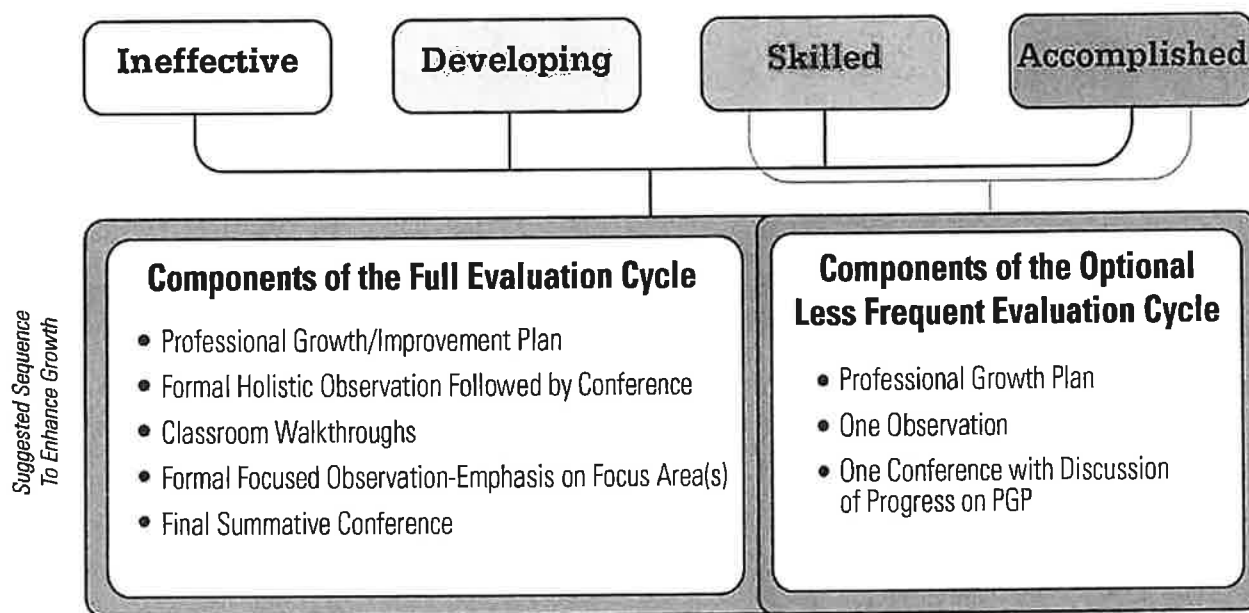 Ineffective
Developing
Skilled
Accomplished
Suggested Sequence
To Enhance Growth
Components of the Full Evaluation Cycle
• Professional Growth/Improvement Plan
• Formal Holistic Observation Followed by Conference
• Classroom Walkthroughs
• Formal Focused Observation-Emphasis on Focus Area(s)
• Final Summative Conference
Components of the Optional
Less Frequent Evaluation Cycle
• Professional Growth Plan
• One Observation
• One Conference with Discussion
of Progress on PGP